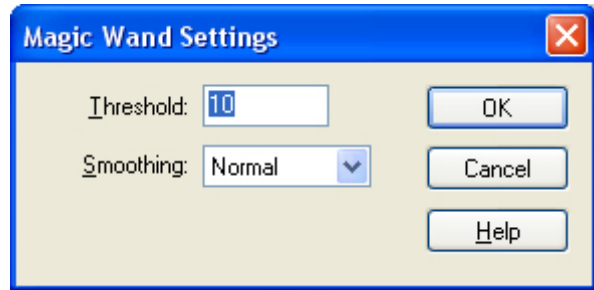 Magic Wand Settings
Threshold: 10
OK
Smoothing: Normal
Cancel
Help